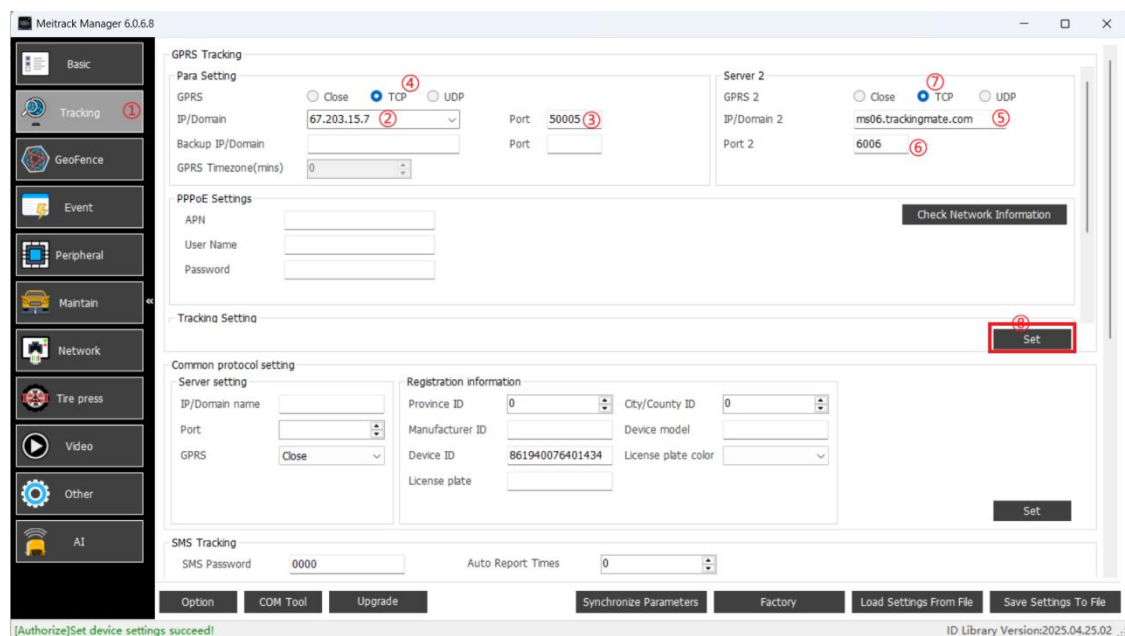 Meitrack Manager 6.0.6.8
Basic
Tracking ①
GeoFence
Event
Peripheral
Maintain «
Network
Tire press
Video
Other
AI
GPRS Tracking
Para Setting
④
GPRS Close TCP UDP
IP/Domain 67.203.15.7 ② Port 50005 ③
Backup IP/Domain Port
GPRS Timezone(mins) 0
Server 2
⑦
GPRS 2 Close TCP UDP
IP/Domain 2 ms06.trackingmate.com ⑤
Port 2 6006 ⑥
PPPoE Settings
APN
User Name
Password
Check Network Information
Tracking Setting
⑧
Set
Common protocol setting
Server setting
IP/Domain name
Port
GPRS Close
Registration information
Province ID 0 City/County ID 0
Manufacturer ID Device model
Device ID 861940076401434 License plate color
License plate
Set
SMS Tracking
SMS Password 0000 Auto Report Times 0
Option COM Tool Upgrade Synchronize Parameters Factory Load Settings From File Save Settings To File
[Authorize]Set device settings succeed! ID Library Version:2025.04.25.02